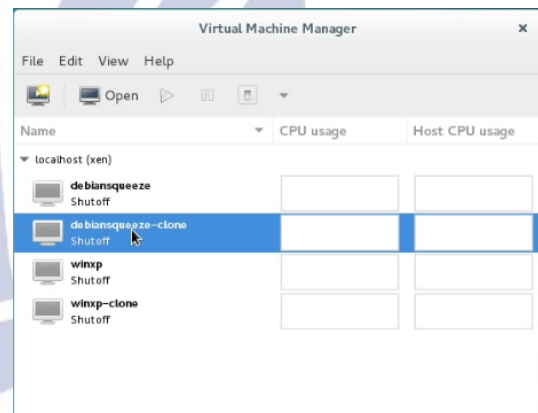 Virtual Machine Manager
File Edit View Help
Open
Name CPU usage Host CPU usage
localhost (xen)
debiansqueeze
Shutoff
debiansqueeze-clone
Shutoff
winxp
Shutoff
winxp-clone
Shutoff